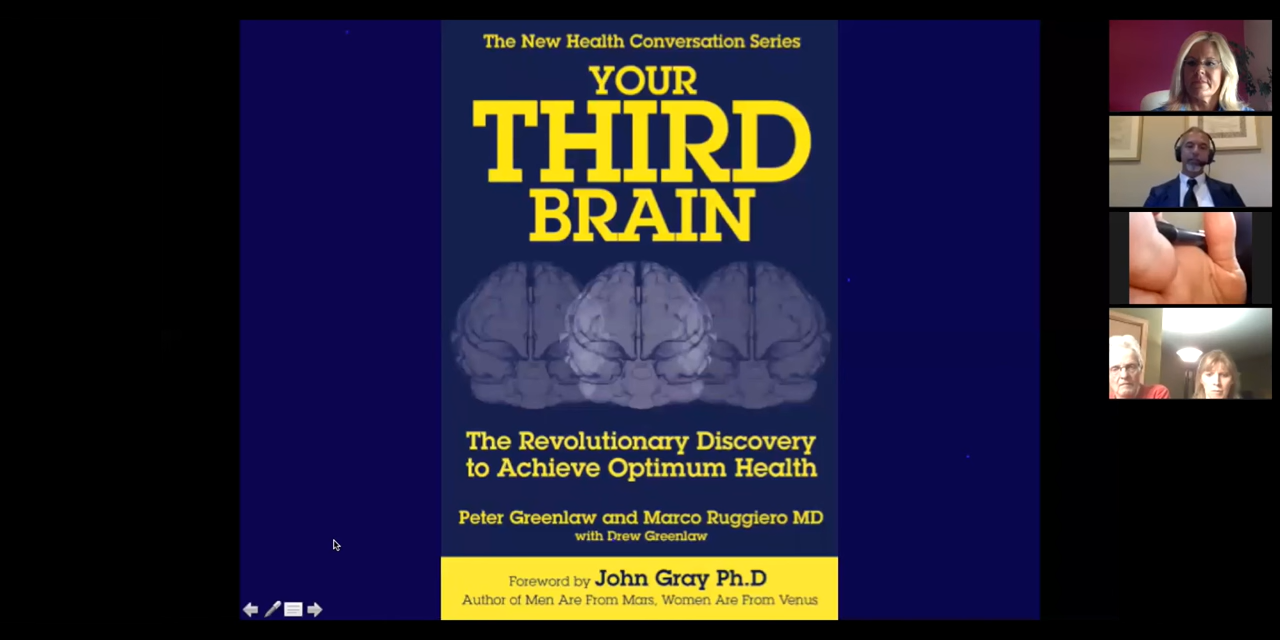 The New Health Conversation Series
YOUR
THIRD
BRAIN
The Revolutionary Discovery
to Achieve Optimum Health
Peter Greenlaw and Marco Ruggiero MD
with Drew Greenlaw
Foreword by John Gray Ph.D
Author of Men Are From Mars, Women Are From Venus